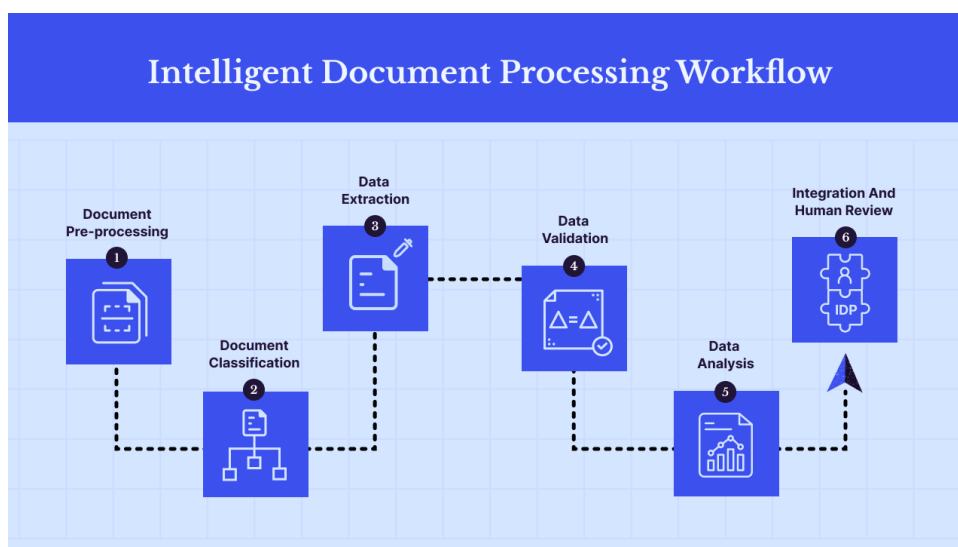 Intelligent Document Processing Workflow
Document
Pre-processing
1
Document
Classification
2
Data
Extraction
3
Data
Validation
4
Δ=Δ
Data
Analysis
5
Integration And
Human Review
6
IDP